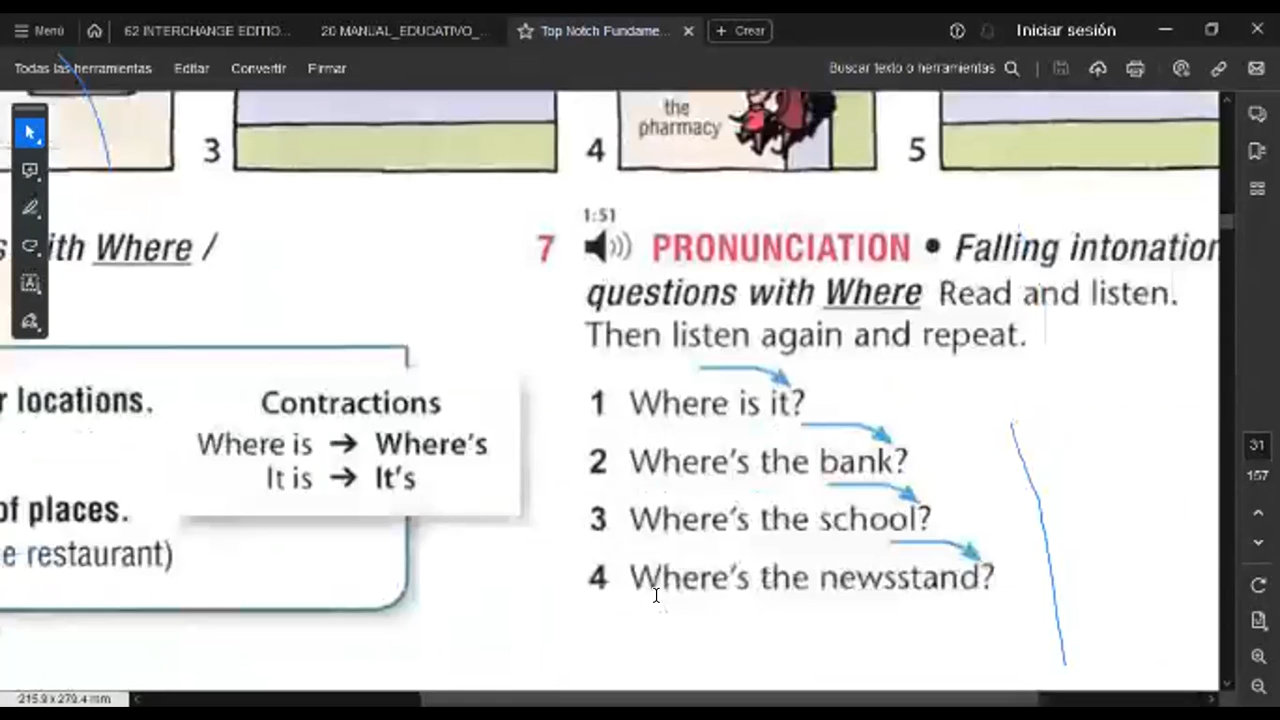 Menú
62 INTERCHANGE EDITIO...
20 MANUAL_EDUCATIVO_...
Top Notch Fundame...
Crear
Iniciar sesión
Todas las herramientas
Editar
Convertir
Firmar
Buscar texto o herramientas
the
pharmacy
3
4
5
with Where /
r locations.
Contractions
Where is → Where's
It is → It's
of places.
e restaurant)
1:51
7 PRONUNCIATION • Falling intonation
questions with Where Read and listen.
Then listen again and repeat.
1 Where is it?
2 Where's the bank?
3 Where's the school?
4 Where's the newsstand?
31
157
215.9 x 279.4 mm